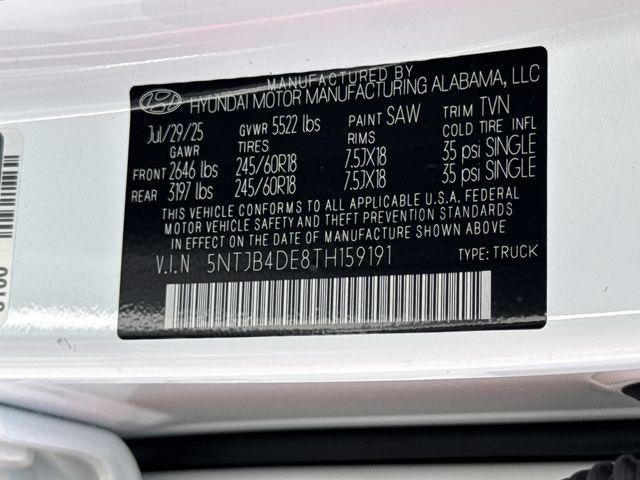 MANUFACTURED BY
HYUNDAI MOTOR MANUFACTURING ALABAMA, LLC
Jul/29/25 GVWR 5522 lbs PAINT SAW TRIM TVN
GAWR TIRES RIMS COLD TIRE INFL
FRONT 2646 lbs 245/60R18 7.5JX18 35 psi SINGLE
REAR 3197 lbs 245/60R18 7.5JX18 35 psi SINGLE
THIS VEHICLE CONFORMS TO ALL APPLICABLE U.S.A. FEDERAL
MOTOR VEHICLE SAFETY AND THEFT PREVENTION STANDARDS
IN EFFECT ON THE DATE OF MANUFACTURE SHOWN ABOVE
V.I.N 5NTJB4DE8TH159191 TYPE: TRUCK